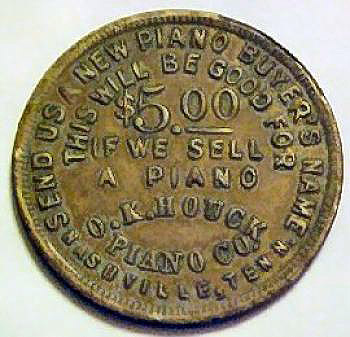 SEND US A NEW PIANO BUYER'S NAME
THIS WILL BE GOOD FOR
$5.00
IF WE SELL
A PIANO
O.K. HOUCK
PIANO CO.
NASHVILLE, TENN.